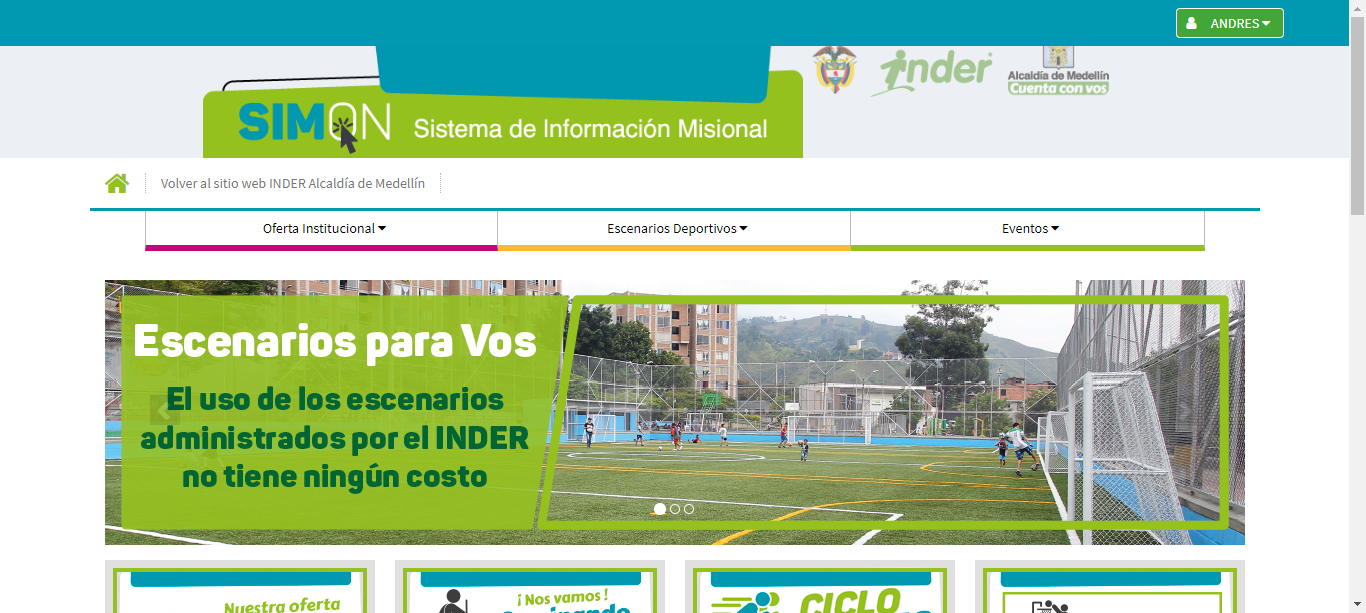 ANDRES
SIMON
Sistema de Información Misional
inder
Alcaldía de Medellín
Cuenta con vos
Volver al sitio web INDER Alcaldía de Medellín
Oferta Institucional
Escenarios Deportivos
Eventos
Escenarios para Vos
El uso de los escenarios
administrados por el INDER
no tiene ningún costo
Nuestra oferta
¡Nos vamos!
CICLO